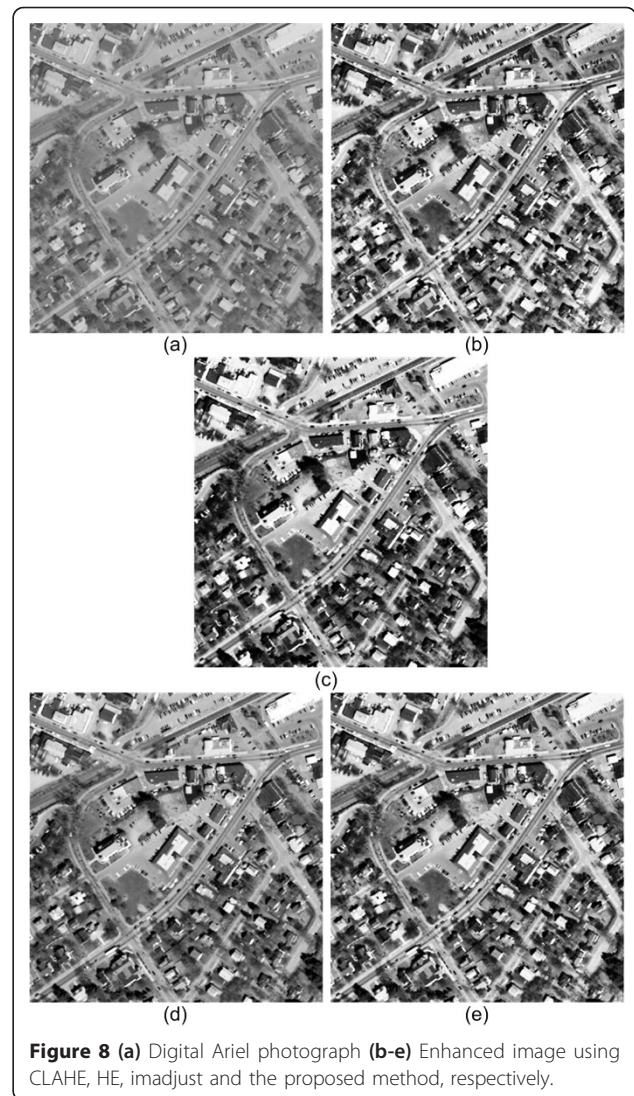 (a)
(b)
(c)
(d)
(e)
Figure 8 (a) Digital Ariel photograph (b-e) Enhanced image using
CLAHE, HE, imadjust and the proposed method, respectively.